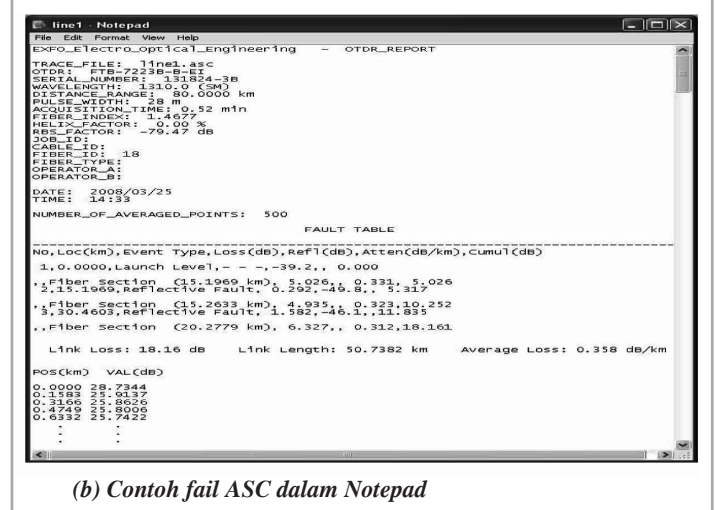 line1 - Notepad
File Edit Format View Help
EXFO_Electro_Optical_Engineering - OTDR_REPORT
TRACE_FILE: line1.asc
OTDR: FTB-7223B-B-EI
SERIAL_NUMBER: 131824-3B
WAVELENGTH: 1310.0 (SM)
DISTANCE_RANGE: 80.0000 km
PULSE_WIDTH: 28 m
ACQUISITION_TIME: 0.52 min
FIBER_INDEX: 1.4677
HELIX_FACTOR: 0.00 %
RBS_FACTOR: -79.47 dB
JOB_ID:
CABLE_ID:
FIBER_ID: 18
FIBER_TYPE:
OPERATOR_A:
OPERATOR_B:
DATE: 2008/03/25
TIME: 14:33
NUMBER_OF_AVERAGED_POINTS: 500
FAULT TABLE
No,Loc(km),Event Type,Loss(dB),Refl(dB),Atten(dB/km),Cumul(dB)
1,0.0000,Launch Level,- - -,-39.2,, 0.000
,,Fiber Section (15.1969 km), 5.026,, 0.331, 5.026
2,15.1969,Reflective Fault, 0.292,-49.8,, 5.317
,,Fiber Section (15.2633 km), 4.935,, 0.323,10.252
3,30.4603,Reflective Fault, 1.582,-46.1,,11.835
,,Fiber Section (20.2779 km), 6.327,, 0.312,18.161
Link Loss: 18.16 dB Link Length: 50.7382 km Average Loss: 0.358 dB/km
POS(km) VAL(dB)
0.0000 28.7344
0.1583 25.9137
0.3166 25.8626
0.4749 25.8006
0.6332 25.7422
. .
. .
. .
(b) Contoh fail ASC dalam Notepad